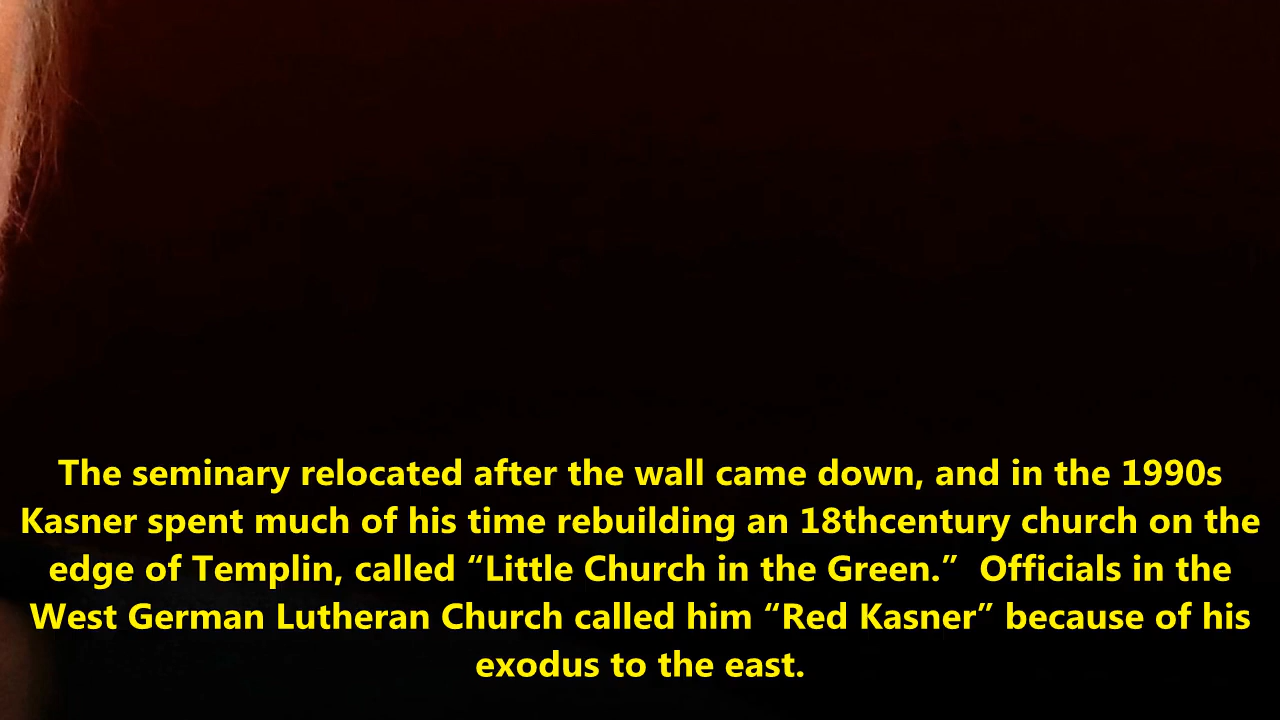 The seminary relocated after the wall came down, and in the 1990s
Kasner spent much of his time rebuilding an 18thcentury church on the
edge of Templin, called “Little Church in the Green.”  Officials in the
West German Lutheran Church called him “Red Kasner” because of his
exodus to the east.